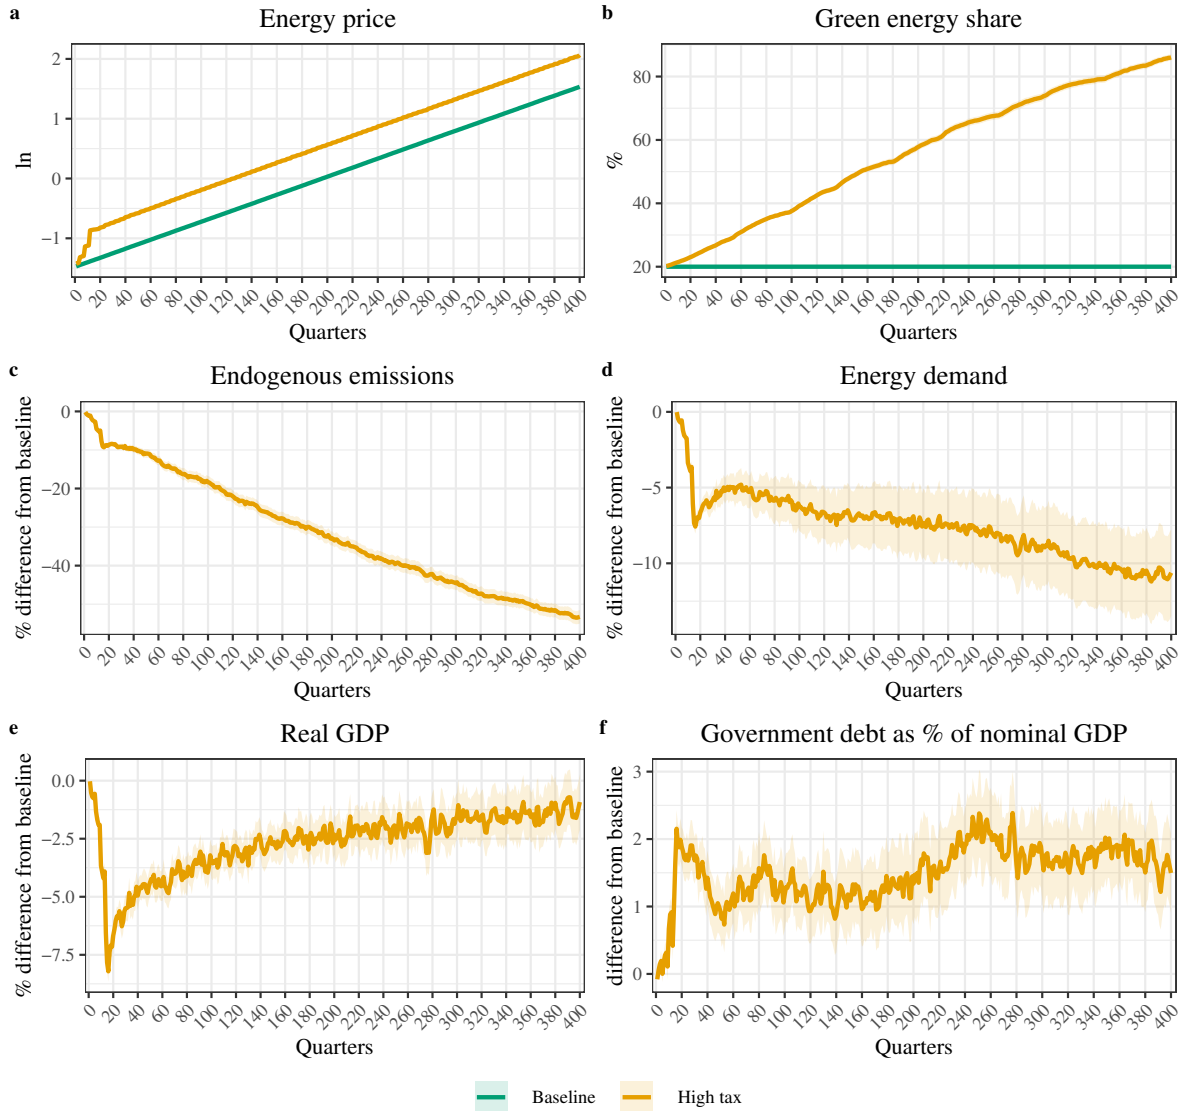 a Energy price
ln
2
1
0
−1
0 20 40 60 80 100 120 140 160 180 200 220 240 260 280 300 320 340 360 380 400
Quarters
b Green energy share
%
80
60
40
20
0 20 40 60 80 100 120 140 160 180 200 220 240 260 280 300 320 340 360 380 400
Quarters
c Endogenous emissions
% difference from baseline
0
−20
−40
0 20 40 60 80 100 120 140 160 180 200 220 240 260 280 300 320 340 360 380 400
Quarters
d Energy demand
% difference from baseline
0
−5
−10
0 20 40 60 80 100 120 140 160 180 200 220 240 260 280 300 320 340 360 380 400
Quarters
e Real GDP
% difference from baseline
0.0
−2.5
−5.0
−7.5
0 20 40 60 80 100 120 140 160 180 200 220 240 260 280 300 320 340 360 380 400
Quarters
f Government debt as % of nominal GDP
difference from baseline
3
2
1
0
0 20 40 60 80 100 120 140 160 180 200 220 240 260 280 300 320 340 360 380 400
Quarters
Baseline High tax